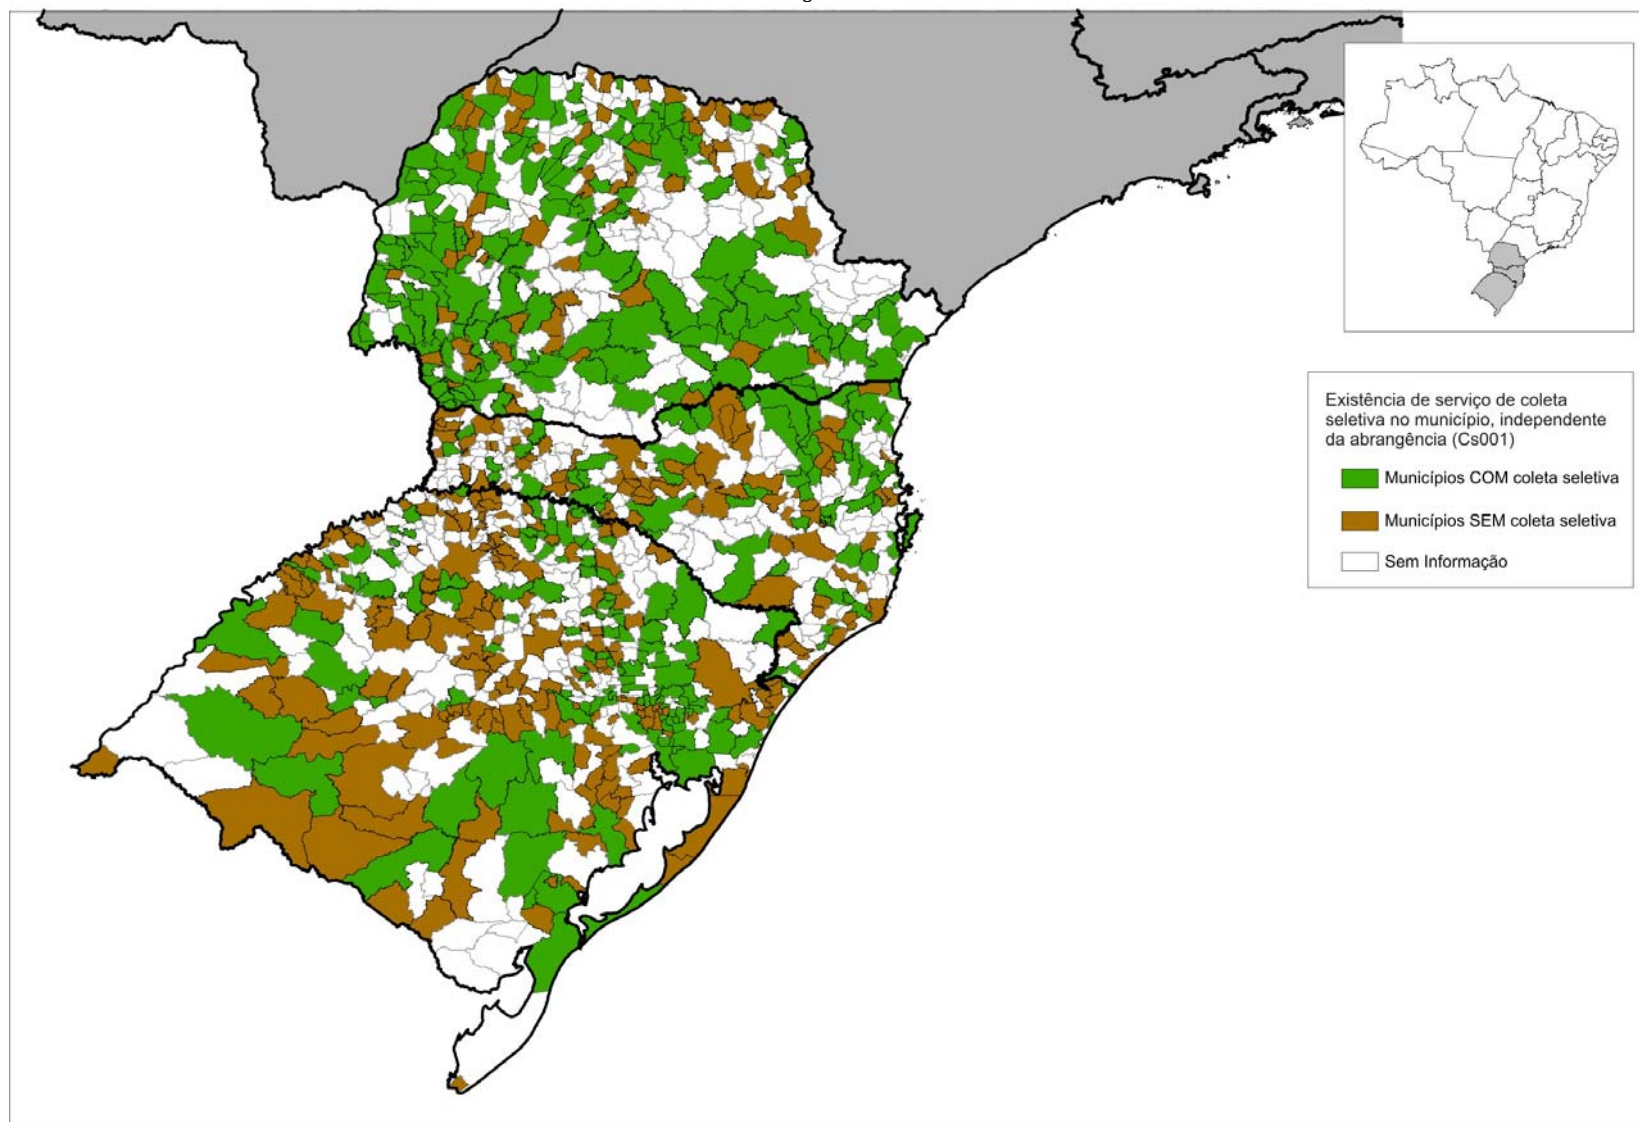 Existência de serviço de coleta
seletiva no município, independente
da abrangência (Cs001)
Municípios COM coleta seletiva
Municípios SEM coleta seletiva
Sem Informação